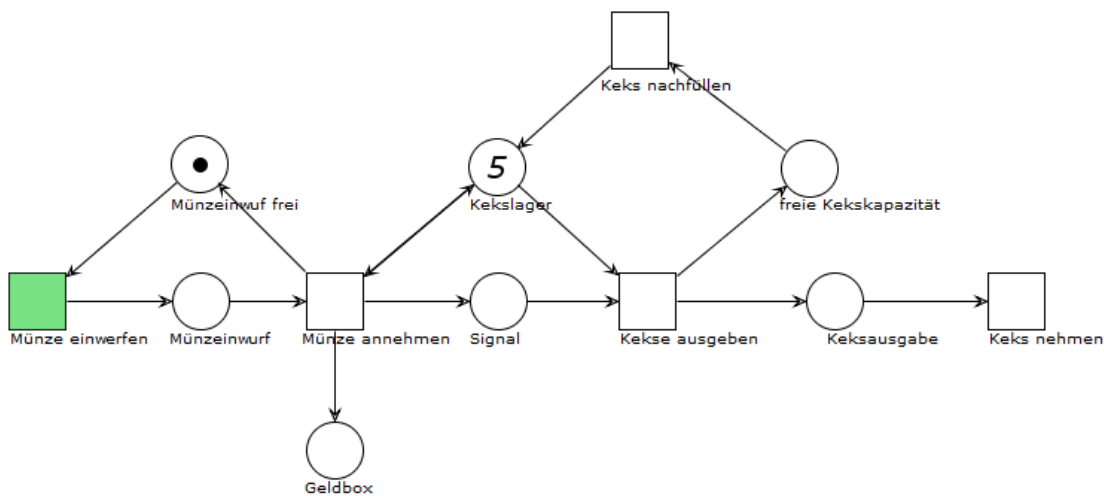 Keks nachfüllen
5
Münzeinwuf frei
Kekslager
freie Kekskapazität
Münze einwerfen
Münzeinwurf
Münze annehmen
Signal
Kekse ausgeben
Keksausgabe
Keks nehmen
Geldbox